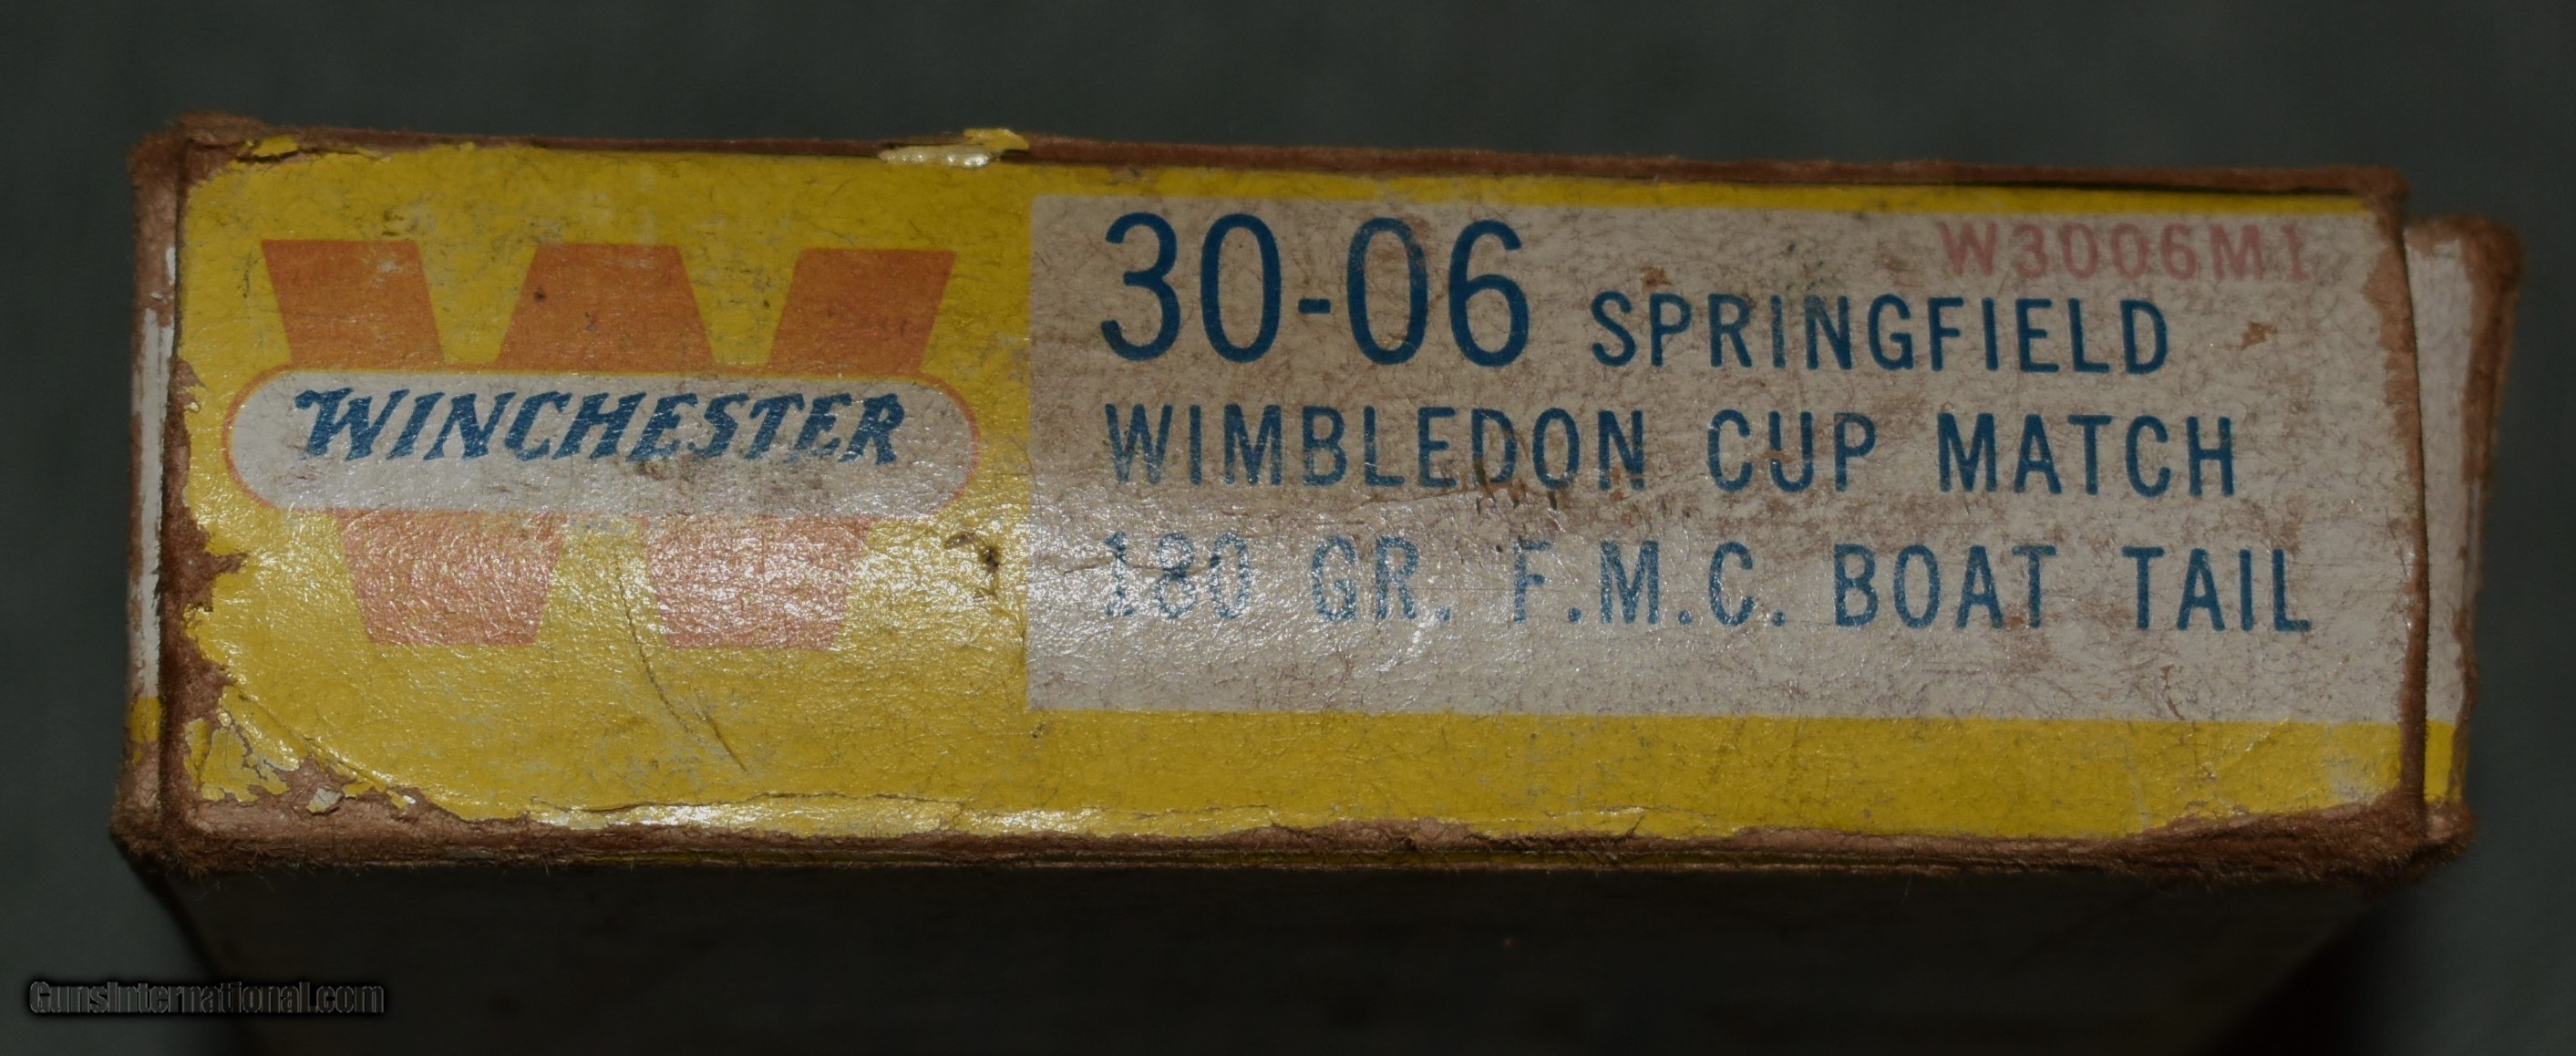 WINCHESTER
W3006M1
30-06 SPRINGFIELD
WIMBLEDON CUP MATCH
180 GR. F.M.C. BOAT TAIL
GunsInternational.com